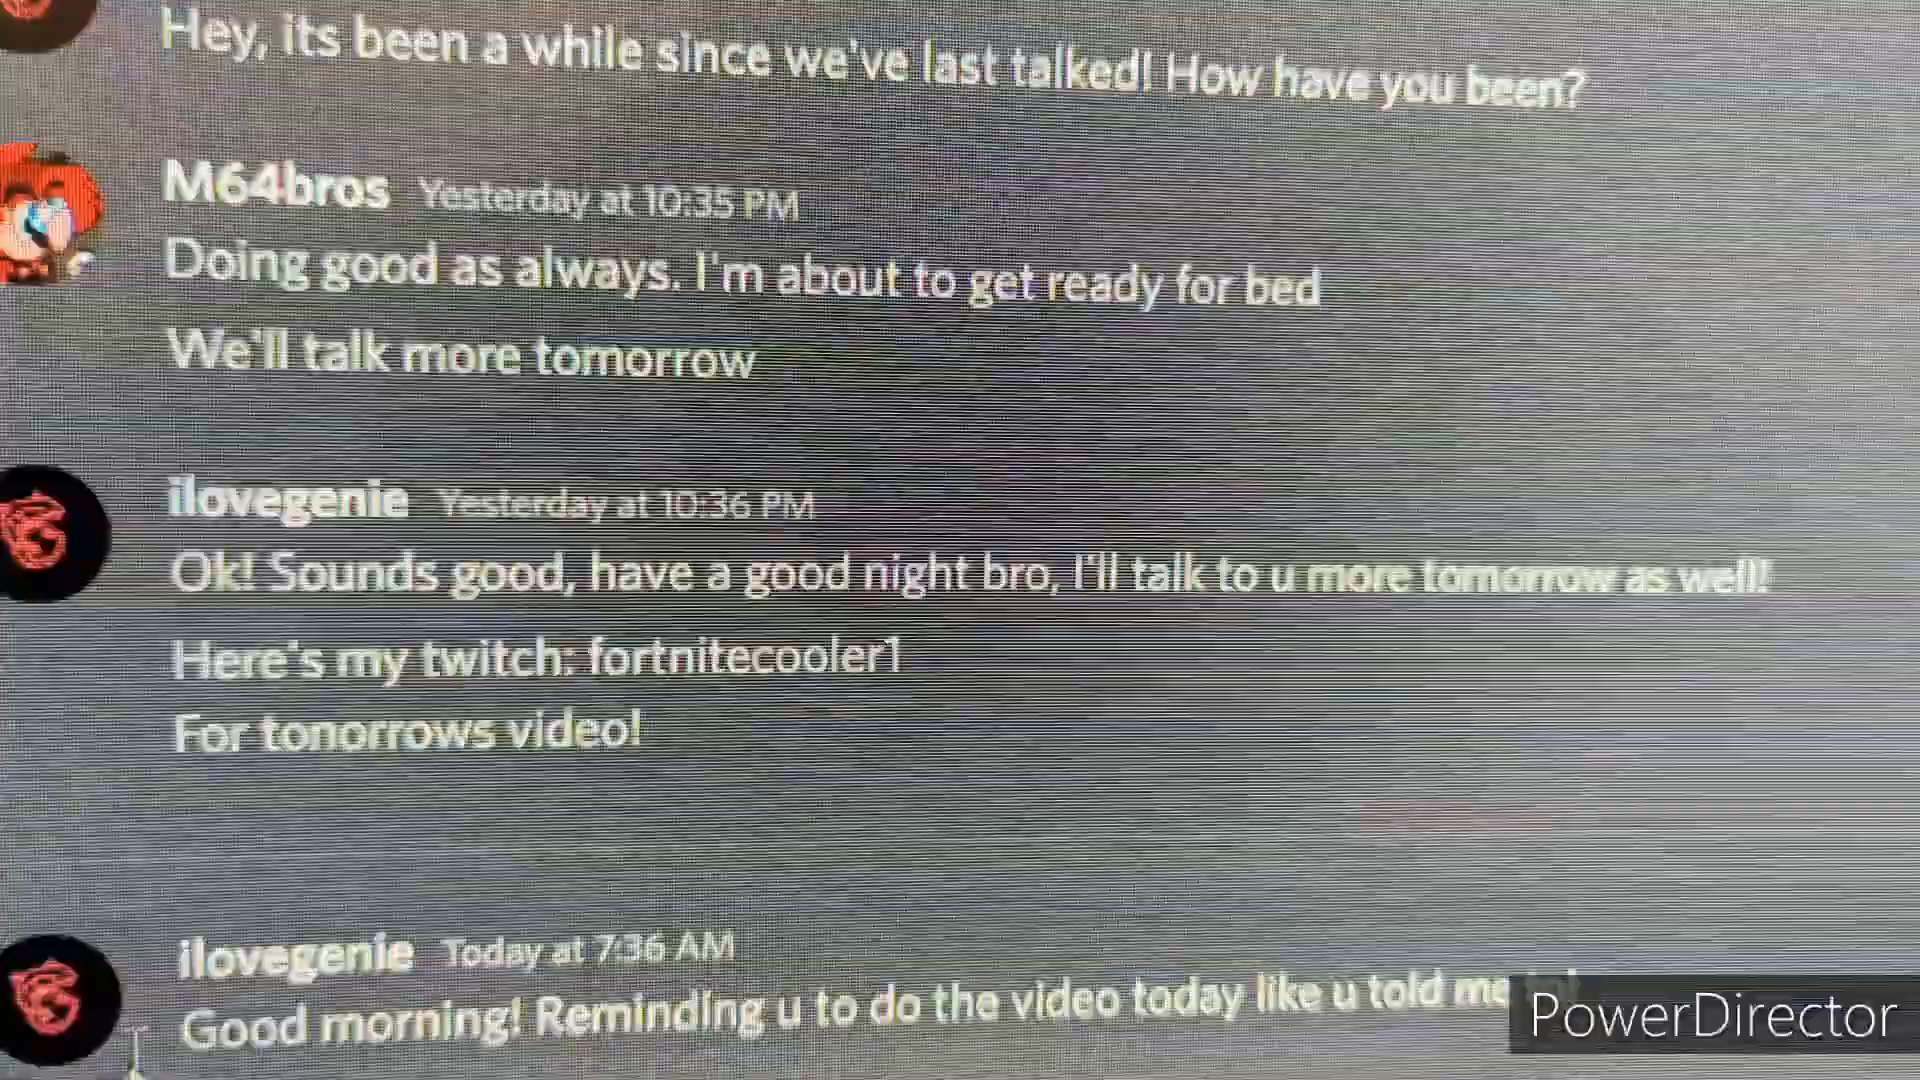 Hey, its been a while since we've last talked! How have you been?
M64bros Yesterday at 10:35 PM
Doing good as always. I'm about to get ready for bed
We'll talk more tomorrow
ilovegenie Yesterday at 10:36 PM
Ok! Sounds good, have a good night bro, I'll talk to u more tomorrow as well!
Here's my twitch: fortnitecooler1
For tonorrows video!
ilovegenie Today at 7:36 AM
Good morning! Reminding u to do the video today like u told me
PowerDirector